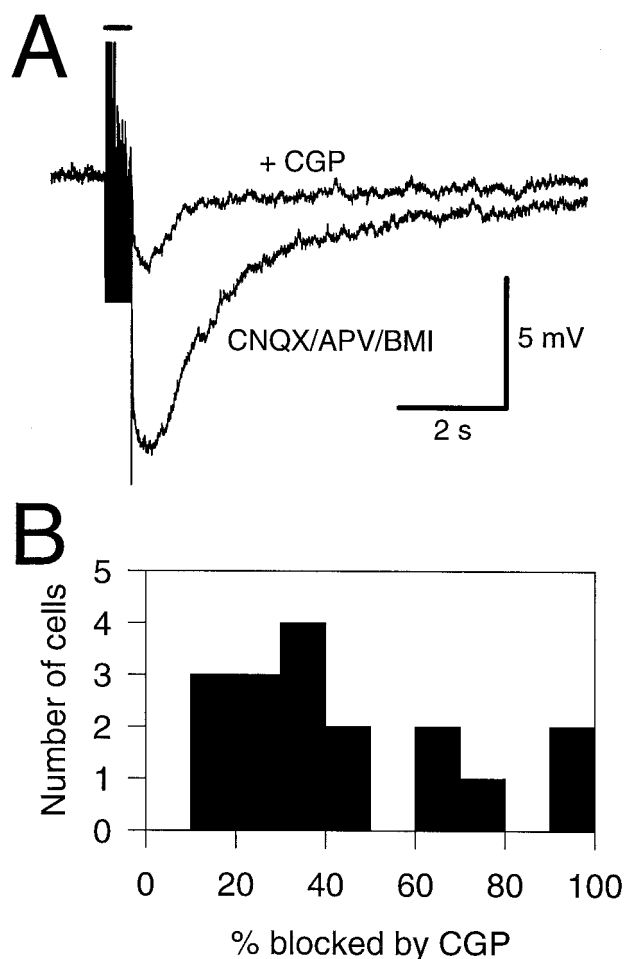 A
+ CGP
CNQX/APV/BMI
5 mV
2 s
B
Number of cells
5
4
3
2
1
0
0 20 40 60 80 100
% blocked by CGP